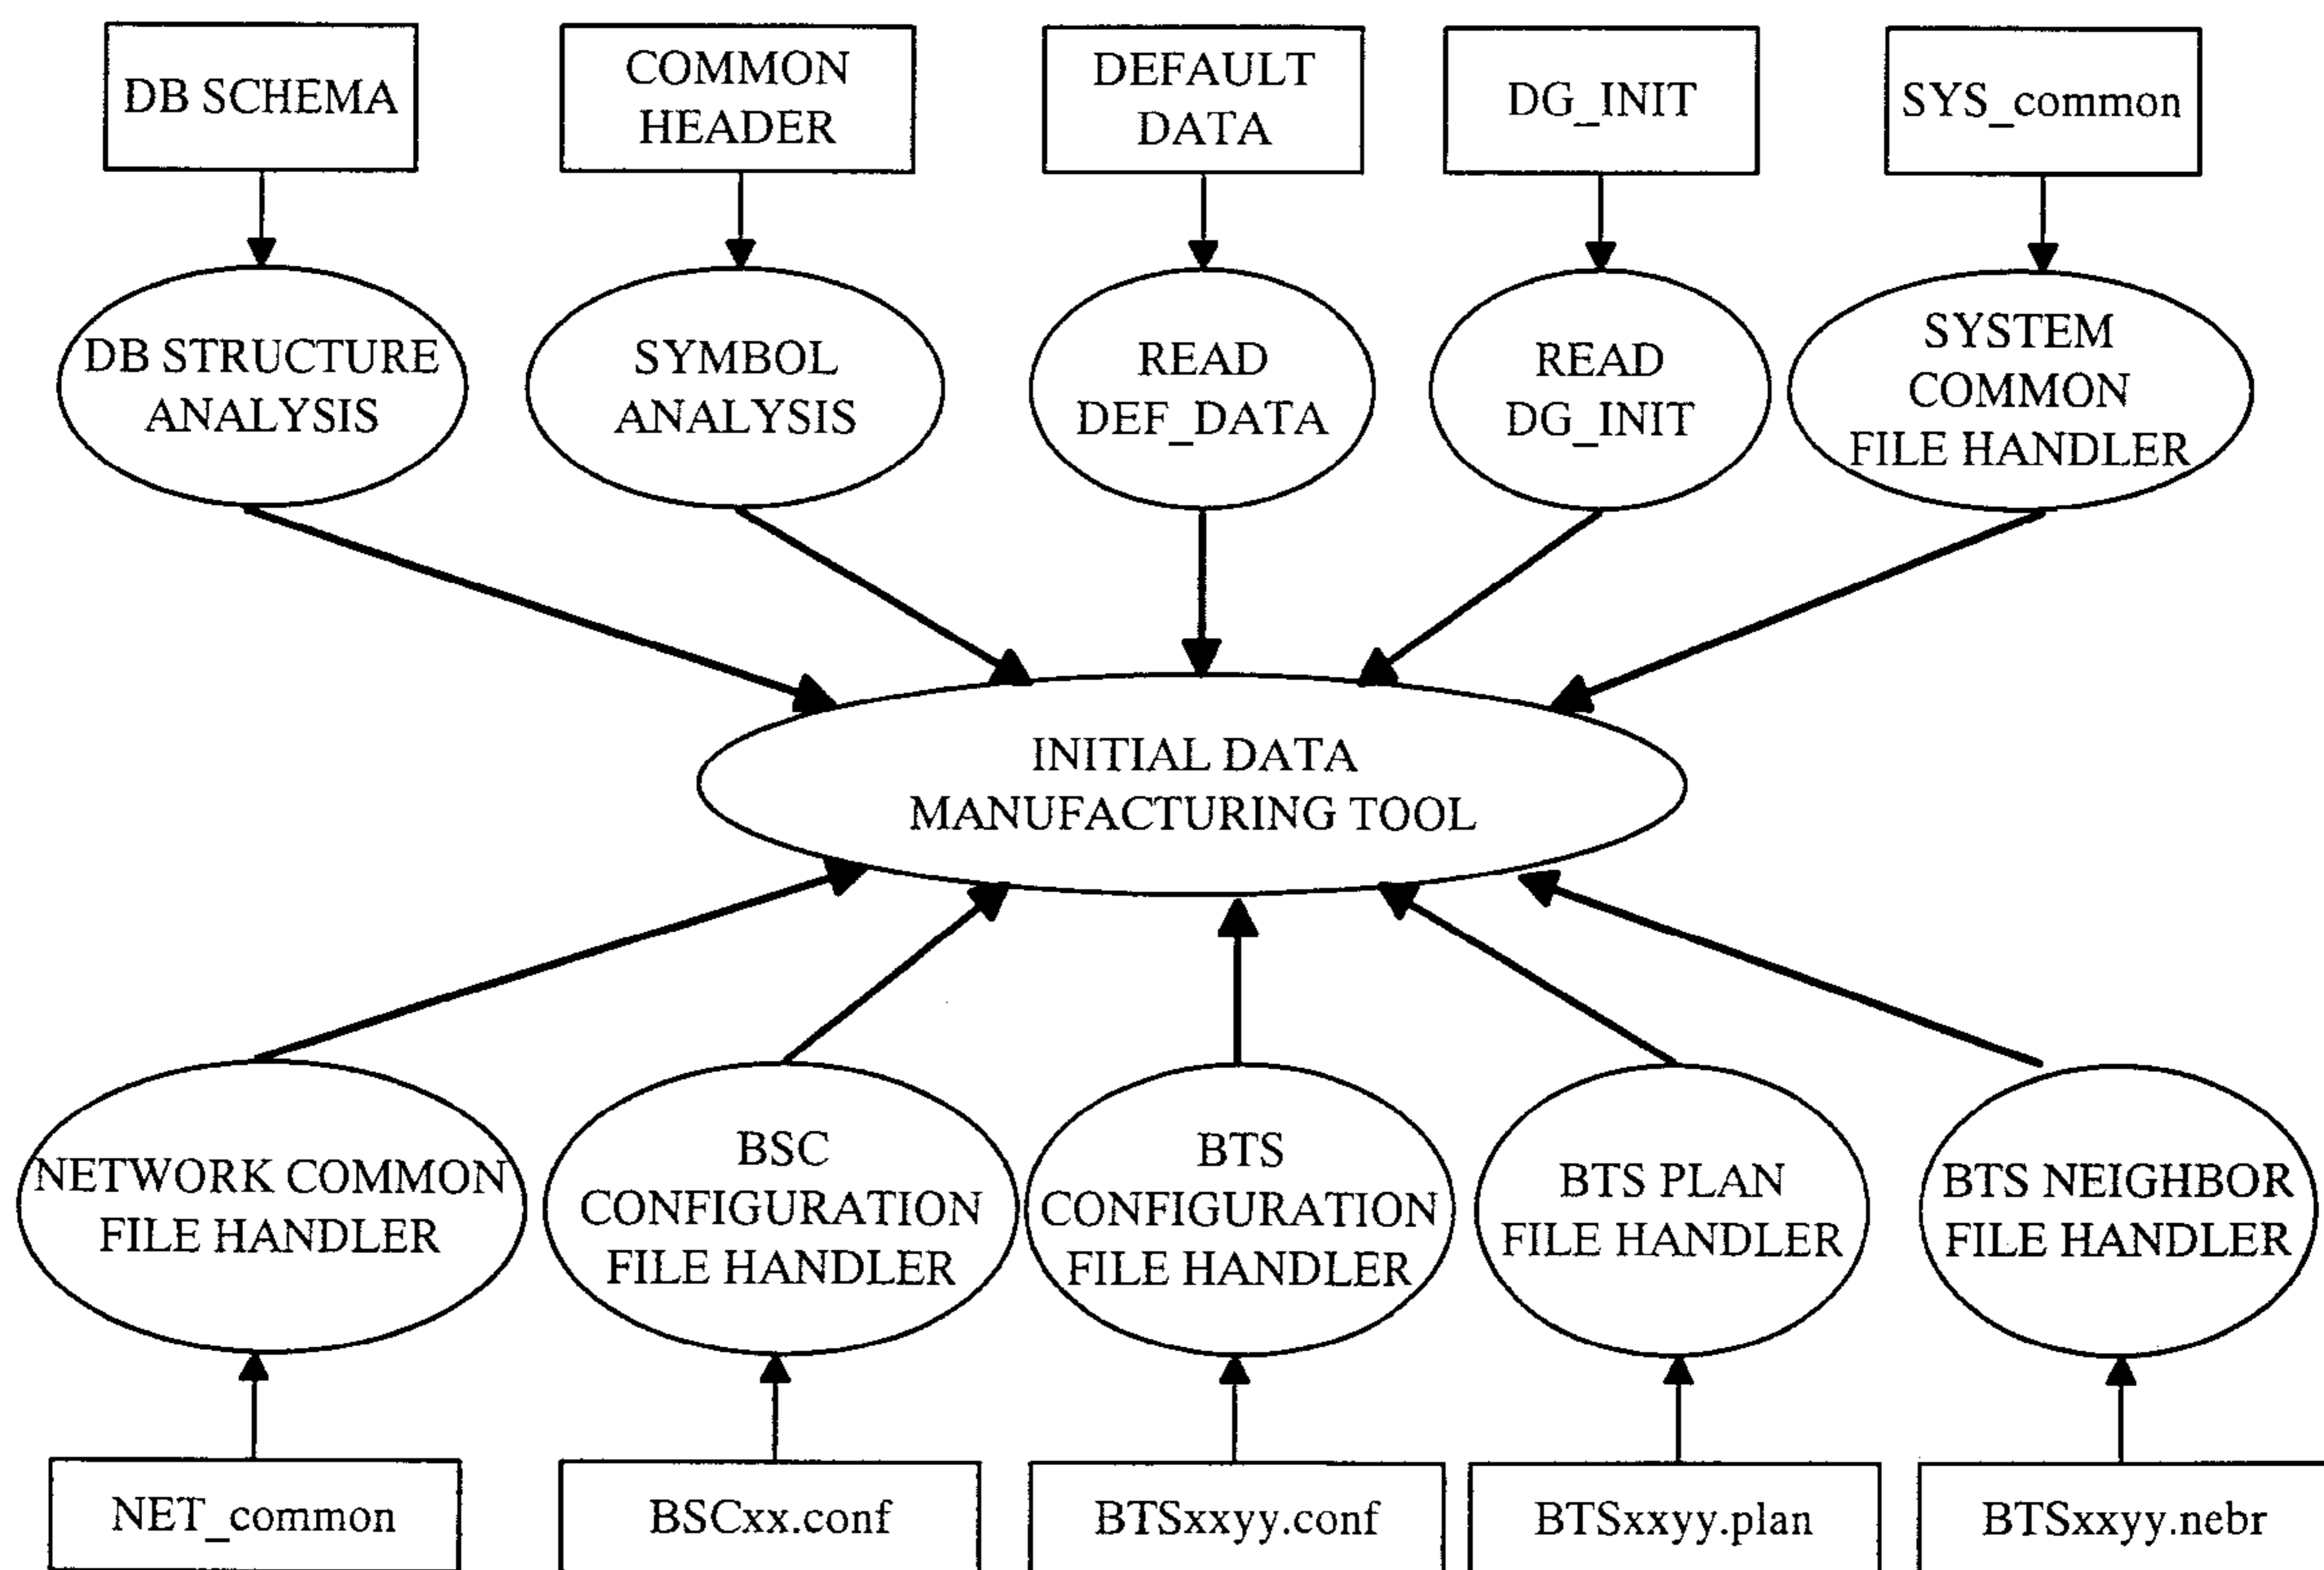 DB SCHEMA
COMMON
HEADER
DEFAULT
DATA
DG_INIT
SYS_common
DB STRUCTURE
ANALYSIS
SYMBOL
ANALYSIS
READ
DEF_DATA
READ
DG_INIT
SYSTEM
COMMON
FILE HANDLER
INITIAL DATA
MANUFACTURING TOOL
NETWORK COMMON
FILE HANDLER
BSC
CONFIGURATION
FILE HANDLER
BTS
CONFIGURATION
FILE HANDLER
BTS PLAN
FILE HANDLER
BTS NEIGHBOR
FILE HANDLER
NET_common
BSCxx.conf
BTSxxyy.conf
BTSxxyy.plan
BTSxxyy.nebr